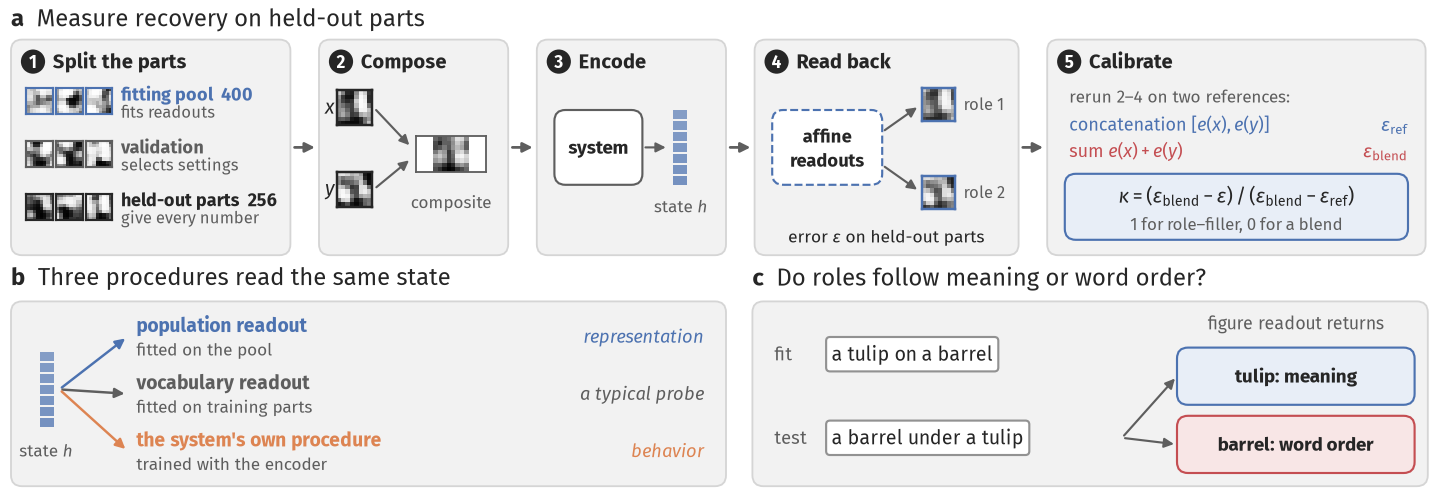 a Measure recovery on held-out parts
1 Split the parts
fitting pool 400
fits readouts
validation
selects settings
held-out parts 256
give every number
2 Compose
x
y
composite
3 Encode
system
state h
4 Read back
affine
readouts
role 1
role 2
error ε on held-out parts
5 Calibrate
rerun 2–4 on two references:
concatenation [e(x), e(y)] ε_ref
sum e(x) + e(y) ε_blend
κ = (ε_blend − ε) / (ε_blend − ε_ref)
1 for role–filler, 0 for a blend
b Three procedures read the same state
state h
population readout representation
fitted on the pool
vocabulary readout a typical probe
fitted on training parts
the system's own procedure behavior
trained with the encoder
c Do roles follow meaning or word order?
figure readout returns
fit a tulip on a barrel
test a barrel under a tulip
tulip: meaning
barrel: word order